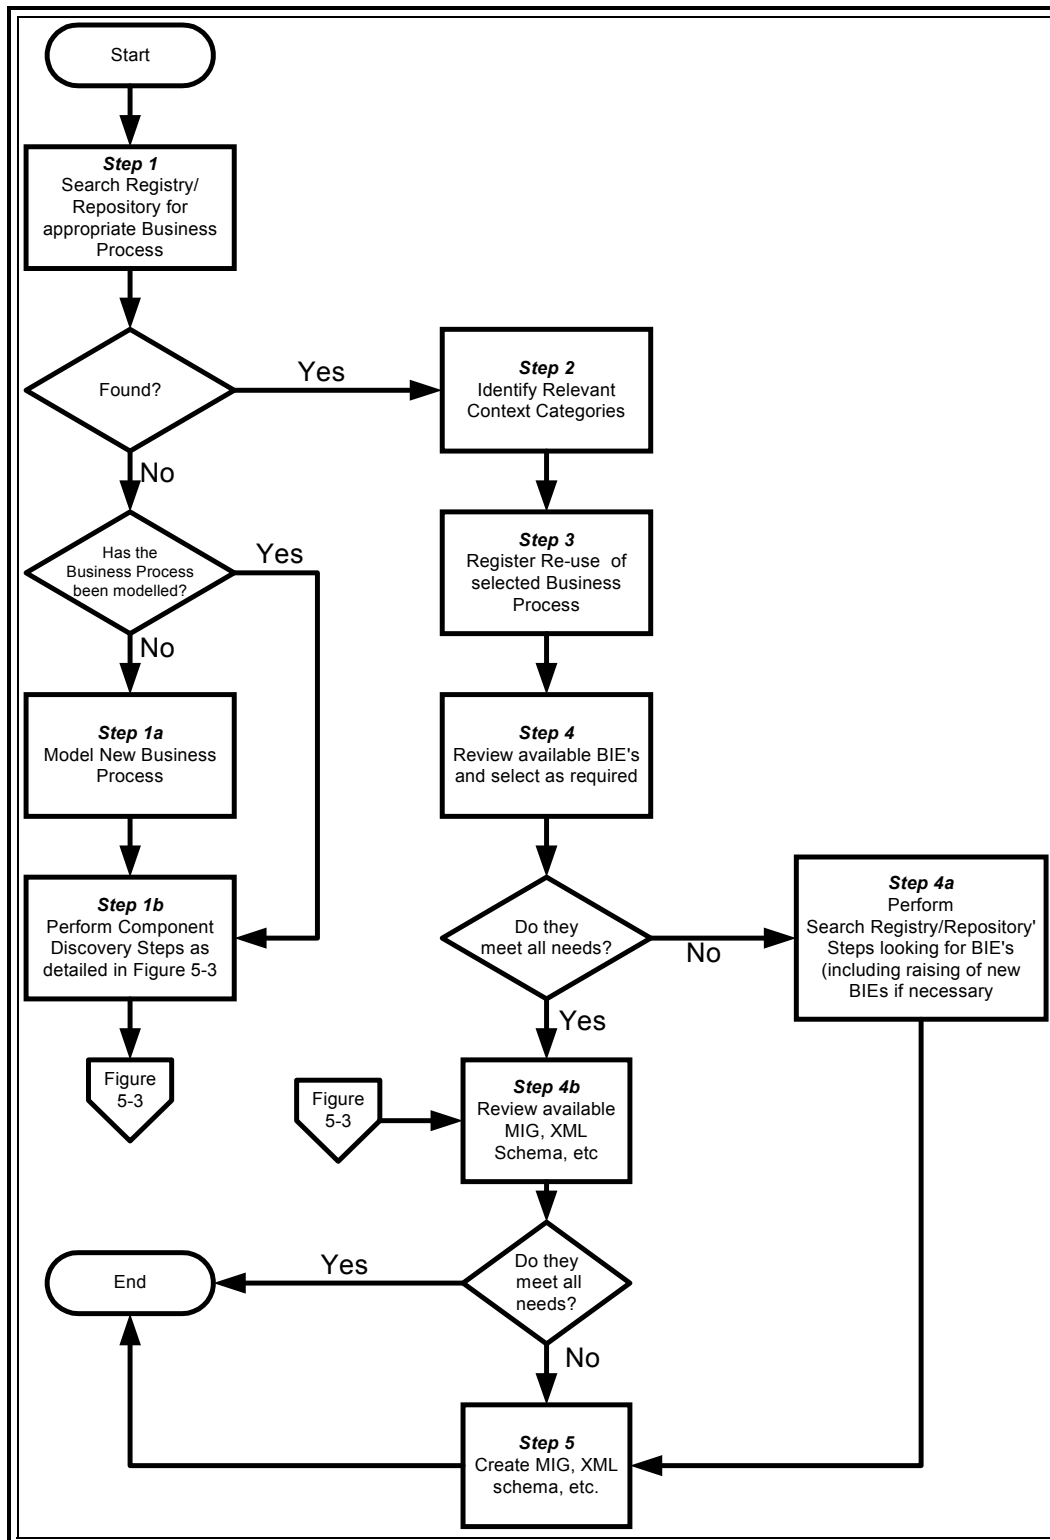 Start
Step 1
Search Registry/
Repository for
appropriate Business
Process
Found?
Yes
No
Step 2
Identify Relevant
Context Categories
Has the
Business Process
been modelled?
Yes
No
Step 3
Register Re-use of
selected Business
Process
Step 1a
Model New Business
Process
Step 4
Review available BIE's
and select as required
Step 1b
Perform Component
Discovery Steps as
detailed in Figure 5-3
Do they
meet all needs?
No
Yes
Step 4a
Perform
Search Registry/Repository'
Steps looking for BIE's
(including raising of new
BIEs if necessary
Figure
5-3
Figure
5-3
Step 4b
Review available
MIG, XML
Schema, etc
Do they
meet all
needs?
Yes
No
End
Step 5
Create MIG, XML
schema, etc.